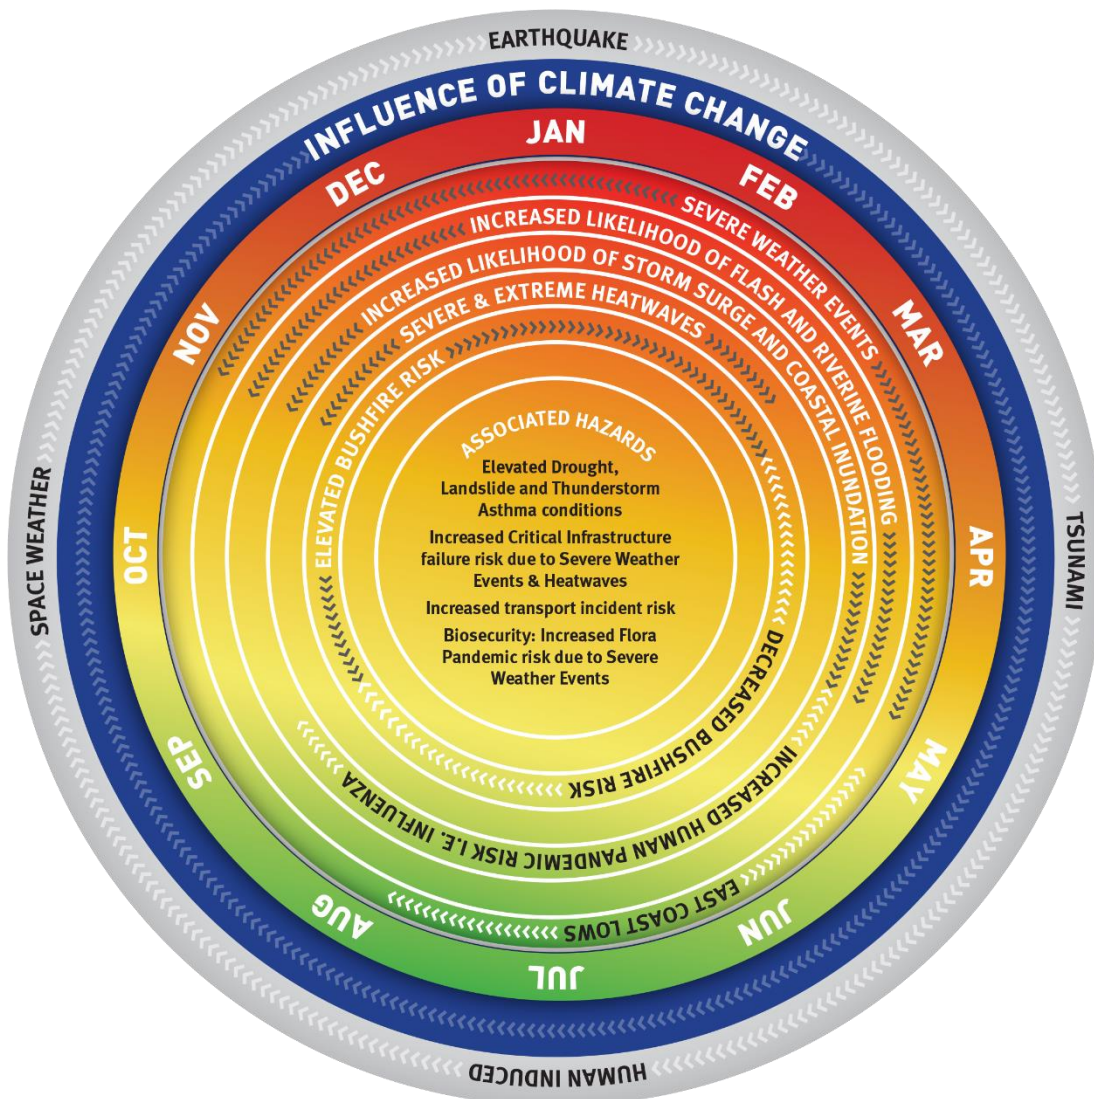 EARTHQUAKE
TSUNAMI
HUMAN INDUCED
SPACE WEATHER
INFLUENCE OF CLIMATE CHANGE
JAN
FEB
MAR
APR
MAY
JUN
JUL
AUG
SEP
OCT
NOV
DEC
SEVERE WEATHER EVENTS
INCREASED LIKELIHOOD OF FLASH AND RIVERINE FLOODING
INCREASED LIKELIHOOD OF STORM SURGE AND COASTAL INUNDATION
SEVERE & EXTREME HEATWAVES
ELEVATED BUSHFIRE RISK
DECREASED BUSHFIRE RISK
INCREASED HUMAN PANDEMIC RISK I.E. INFLUENZA
EAST COAST LOWS
ASSOCIATED HAZARDS
Elevated Drought,
Landslide and Thunderstorm
Asthma conditions
Increased Critical Infrastructure
failure risk due to Severe Weather
Events & Heatwaves
Increased transport incident risk
Biosecurity: Increased Flora
Pandemic risk due to Severe
Weather Events